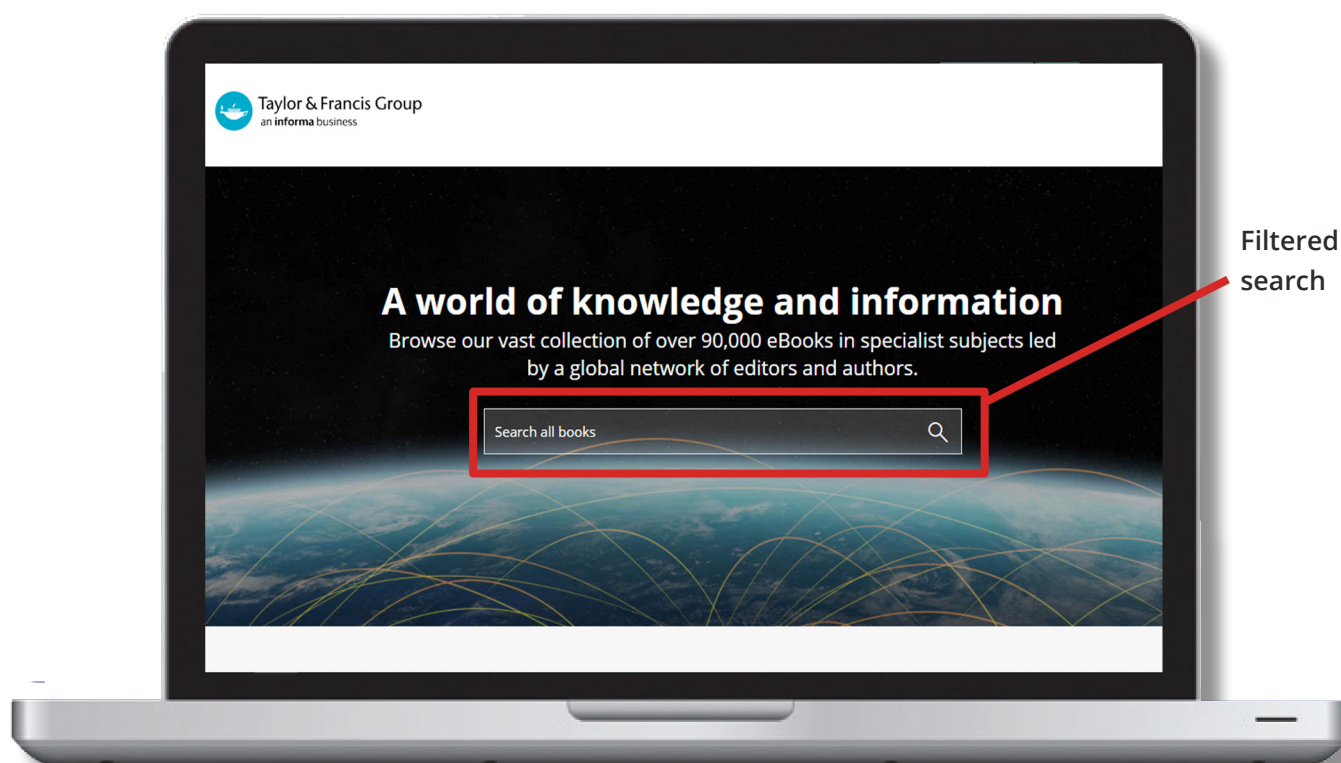 Taylor & Francis Group
an informa business
A world of knowledge and information
Browse our vast collection of over 90,000 eBooks in specialist subjects led
by a global network of editors and authors.
Search all books
Filtered
search